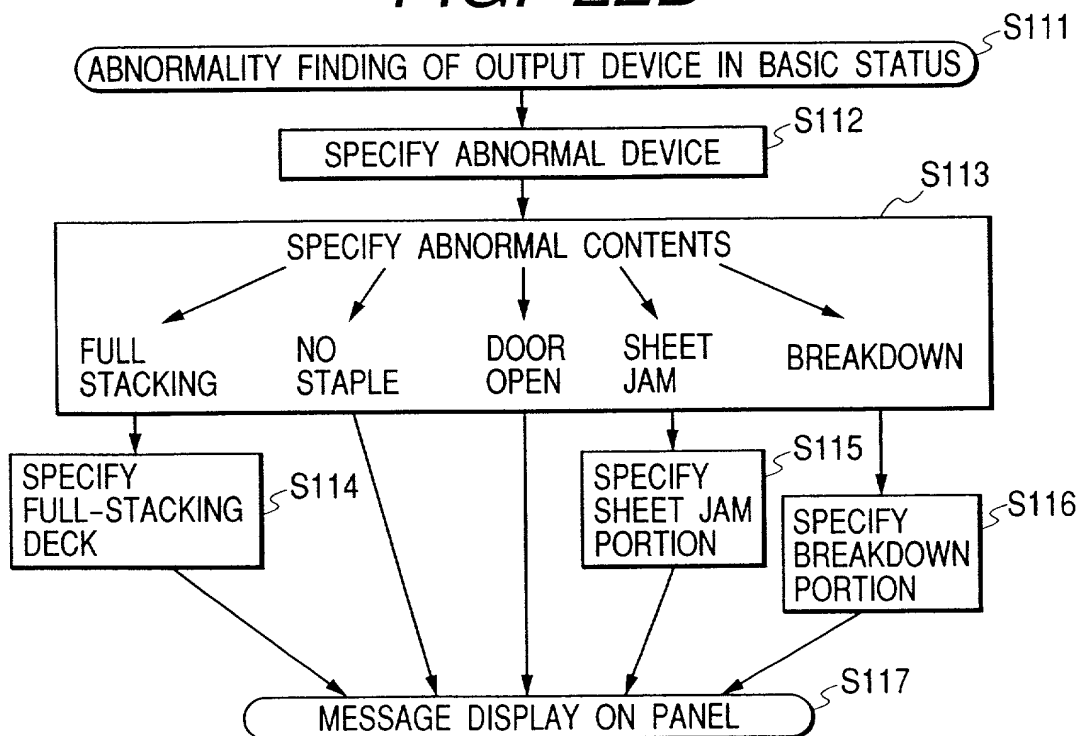 S111
ABNORMALITY FINDING OF OUTPUT DEVICE IN BASIC STATUS
S112
SPECIFY ABNORMAL DEVICE
S113
SPECIFY ABNORMAL CONTENTS
FULL
STACKING
NO
STAPLE
DOOR
OPEN
SHEET
JAM
BREAKDOWN
SPECIFY
FULL-STACKING
DECK
S114
SPECIFY
SHEET JAM
PORTION
S115
SPECIFY
BREAKDOWN
PORTION
S116
S117
MESSAGE DISPLAY ON PANEL